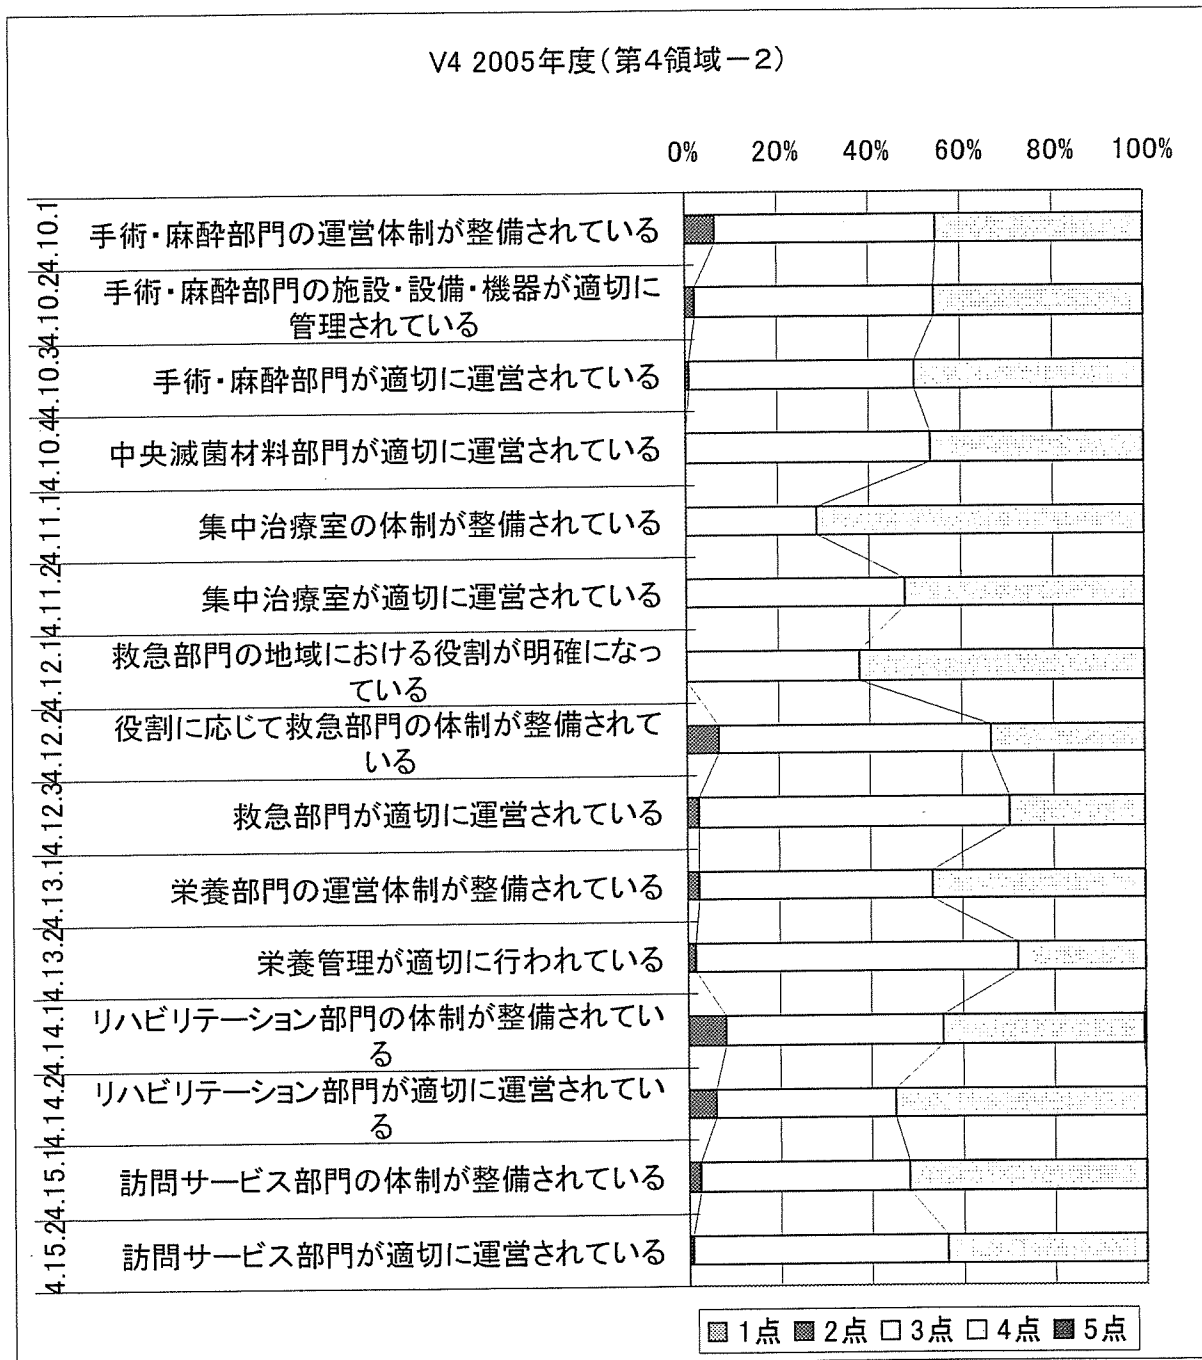 V4 2005年度(第4領域－2)
0% 20% 40% 60% 80% 100%
4.10.1 手術・麻酔部門の運営体制が整備されている
4.10.2 手術・麻酔部門の施設・設備・機器が適切に
管理されている
4.10.3 手術・麻酔部門が適切に運営されている
4.10.4 中央滅菌材料部門が適切に運営されている
4.11.1 集中治療室の体制が整備されている
4.11.2 集中治療室が適切に運営されている
4.12.1 救急部門の地域における役割が明確になっ
ている
4.12.2 役割に応じて救急部門の体制が整備されて
いる
4.12.3 救急部門が適切に運営されている
4.13.1 栄養部門の運営体制が整備されている
4.13.2 栄養管理が適切に行われている
4.14.1 リハビリテーション部門の体制が整備されてい
る
4.14.2 リハビリテーション部門が適切に運営されてい
る
4.15.1 訪問サービス部門の体制が整備されている
4.15.2 訪問サービス部門が適切に運営されている
1点 2点 3点 4点 5点